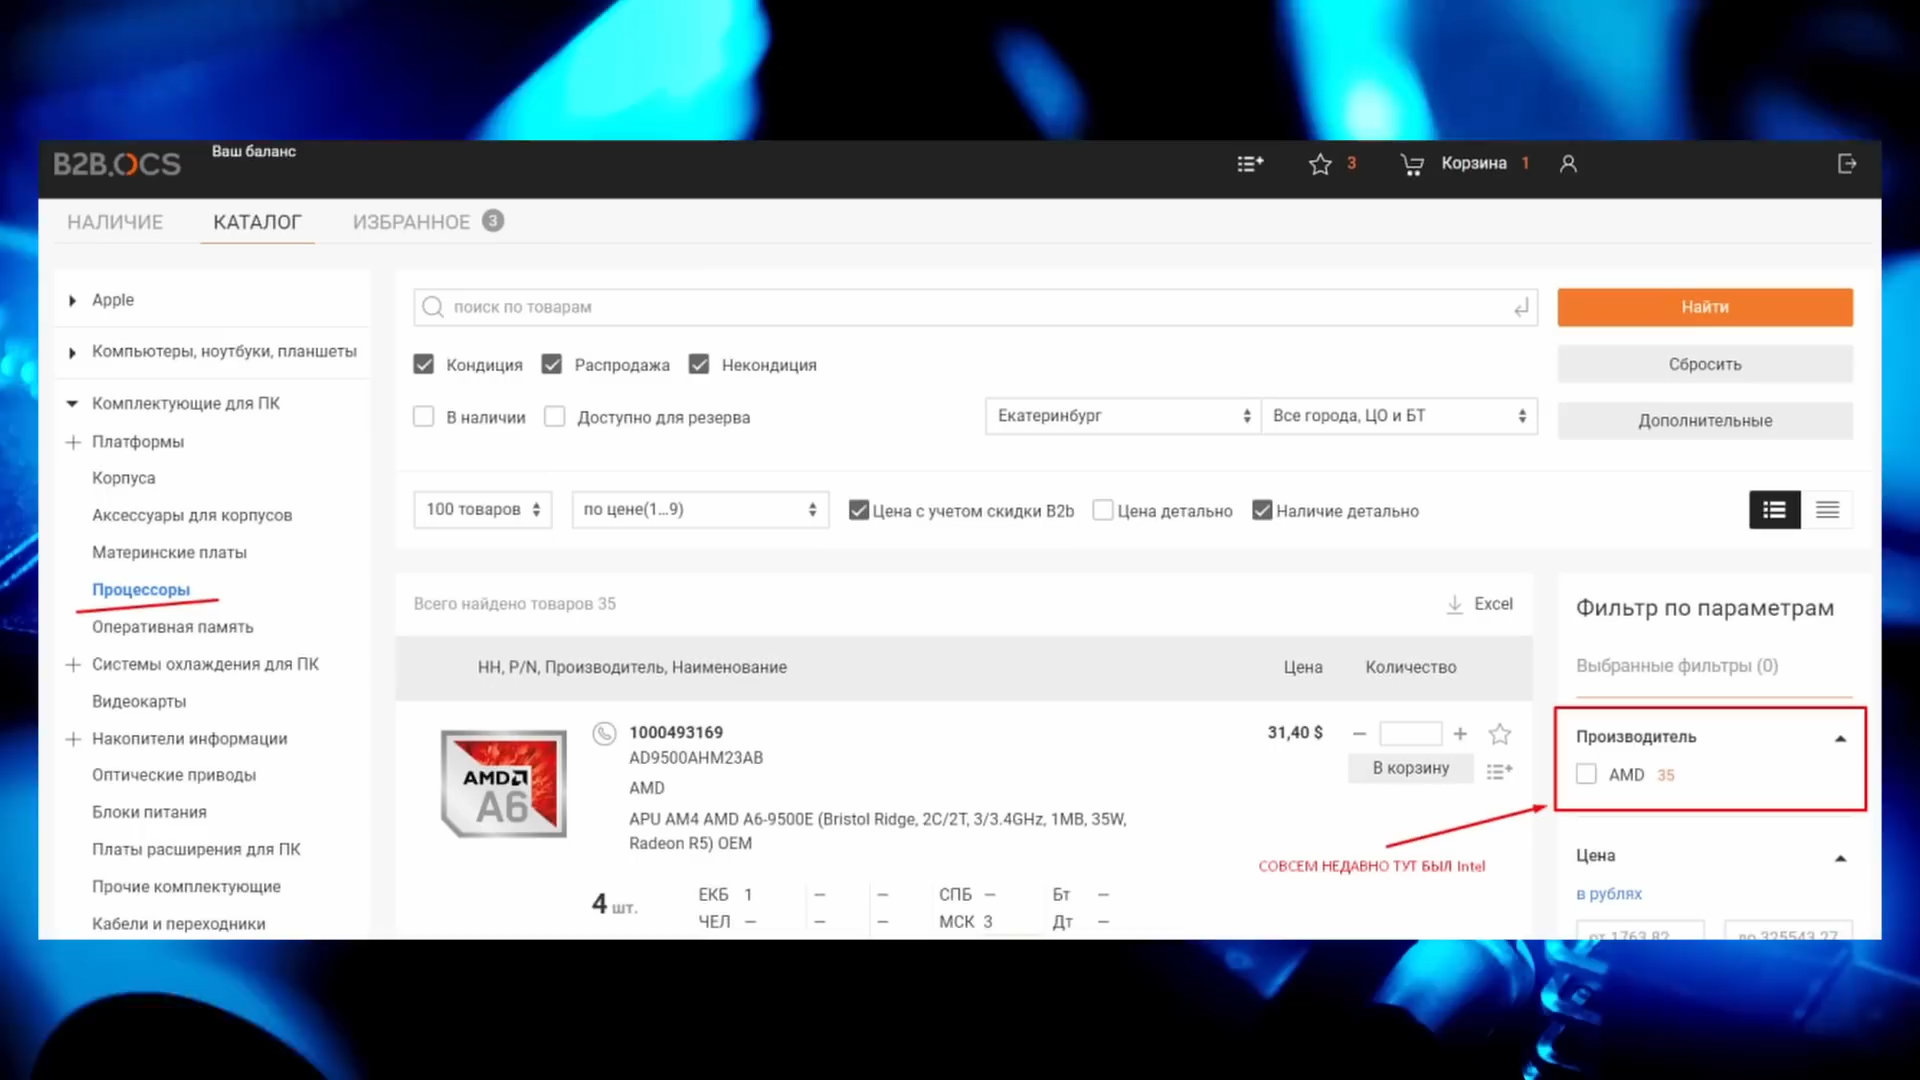 B2B.OCS
Ваш баланс
3
Корзина 1
НАЛИЧИЕ
КАТАЛОГ
ИЗБРАННОЕ 3
Apple
Компьютеры, ноутбуки, планшеты
Комплектующие для ПК
Платформы
Корпуса
Аксессуары для корпусов
Материнские платы
Процессоры
Оперативная память
Системы охлаждения для ПК
Видеокарты
Накопители информации
Оптические приводы
Блоки питания
Платы расширения для ПК
Прочие комплектующие
Кабели и переходники
поиск по товарам
Найти
Кондиция
Распродажа
Некондиция
Сбросить
В наличии
Доступно для резерва
Екатеринбург
Все города, ЦО и БТ
Дополнительные
100 товаров
по цене(1...9)
Цена с учетом скидки B2b
Цена детально
Наличие детально
Всего найдено товаров 35
Excel
НН, P/N, Производитель, Наименование
Цена
Количество
AMD
A6
1000493169
AD9500AHM23AB
AMD
APU AM4 AMD A6-9500E (Bristol Ridge, 2C/2T, 3/3.4GHz, 1MB, 35W,
Radeon R5) OEM
31,40 $
В корзину
4 шт.
ЕКБ 1 – – СПБ – Бт –
ЧЕЛ – – – МСК 3 Дт –
СОВСЕМ НЕДАВНО ТУТ БЫЛ Intel
Фильтр по параметрам
Выбранные фильтры (0)
Производитель
AMD 35
Цена
в рублях
от 1763,82
до 325543,27